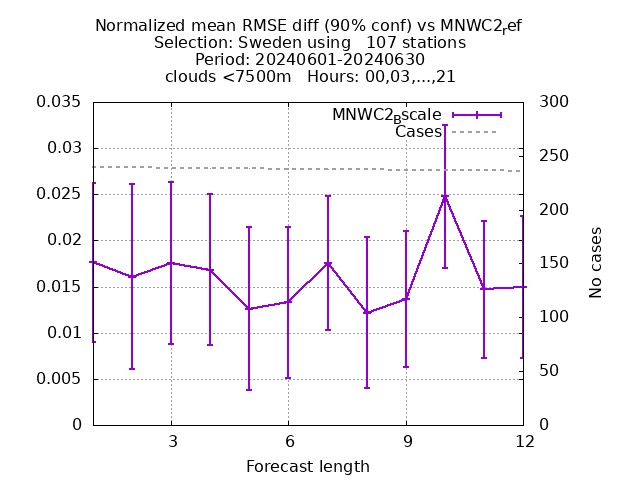 Normalized mean RMSE diff (90% conf) vs MNWC2ref
Selection: Sweden using   107 stations
Period: 20240601-20240630
clouds <7500m   Hours: 00,03,...,21
MNWC2Bscale
Cases
0.035
0.03
0.025
0.02
0.015
0.01
0.005
0
300
250
200
150
100
50
0
No cases
3
6
9
12
Forecast length